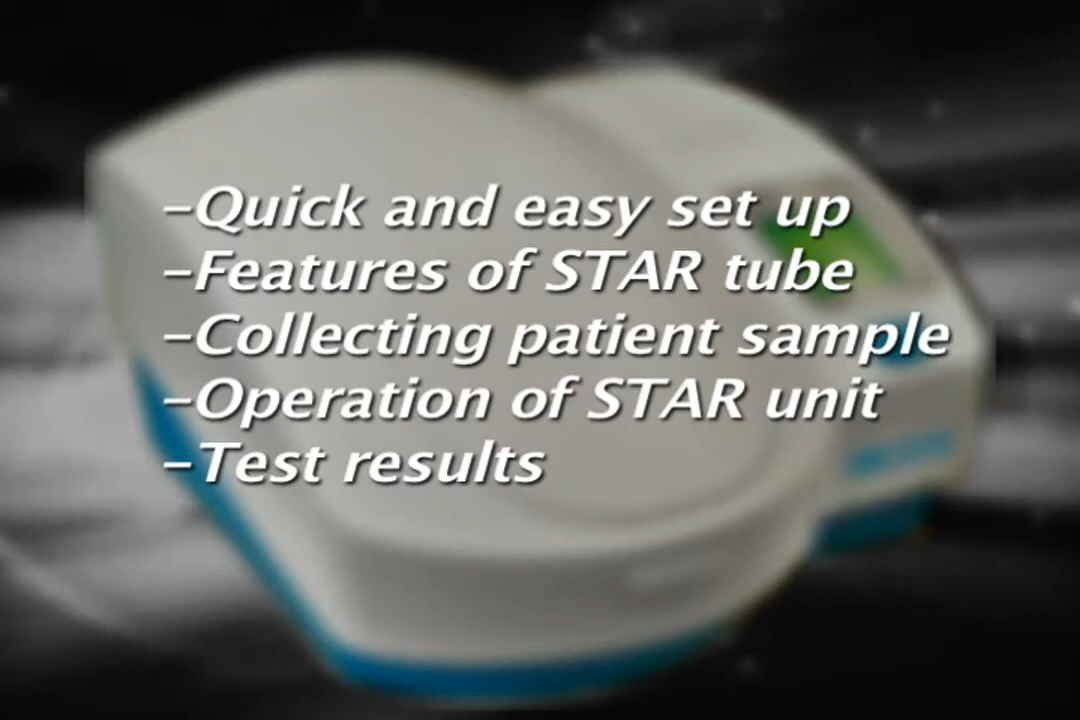 -Quick and easy set up
-Features of STAR tube
-Collecting patient sample
-Operation of STAR unit
-Test results